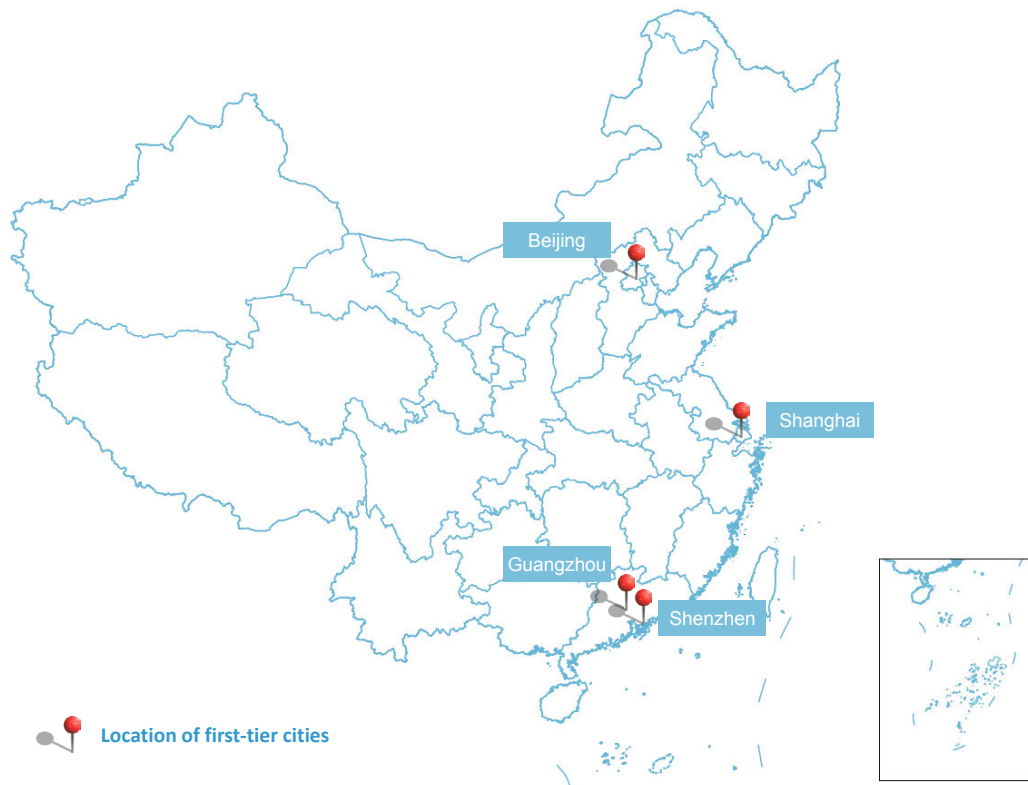 Beijing
Shanghai
Guangzhou
Shenzhen
Location of first-tier cities